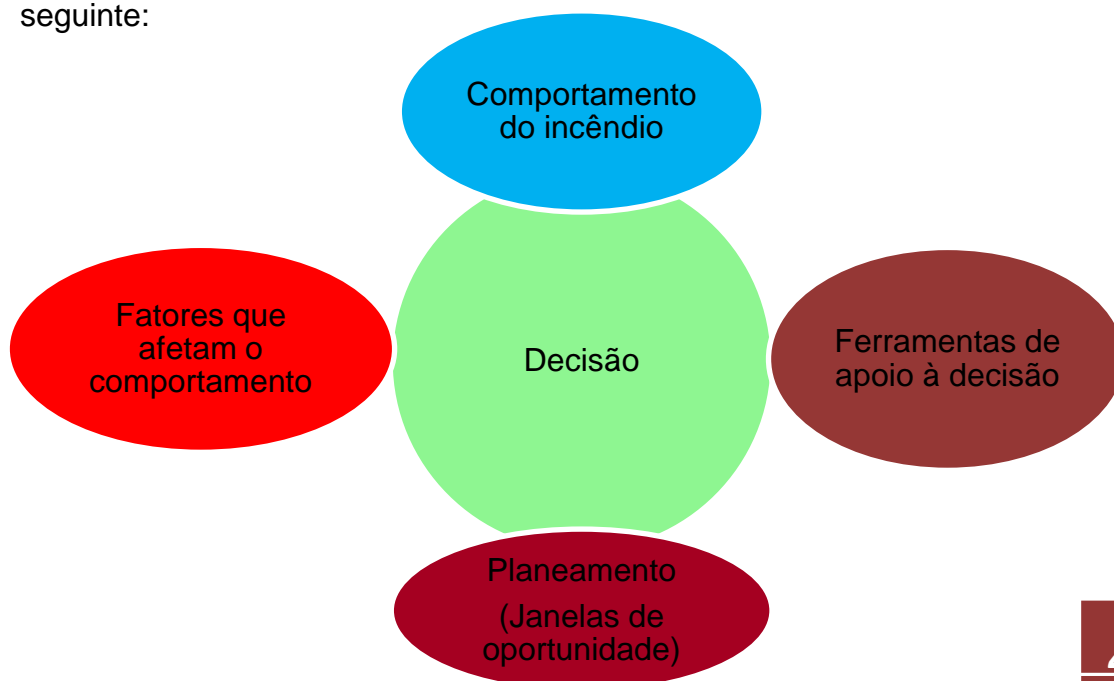 seguinte:
Comportamento
do incêndio
Fatores que
afetam o
comportamento
Decisão
Ferramentas de
apoio à decisão
Planeamento
(Janelas de
oportunidade)